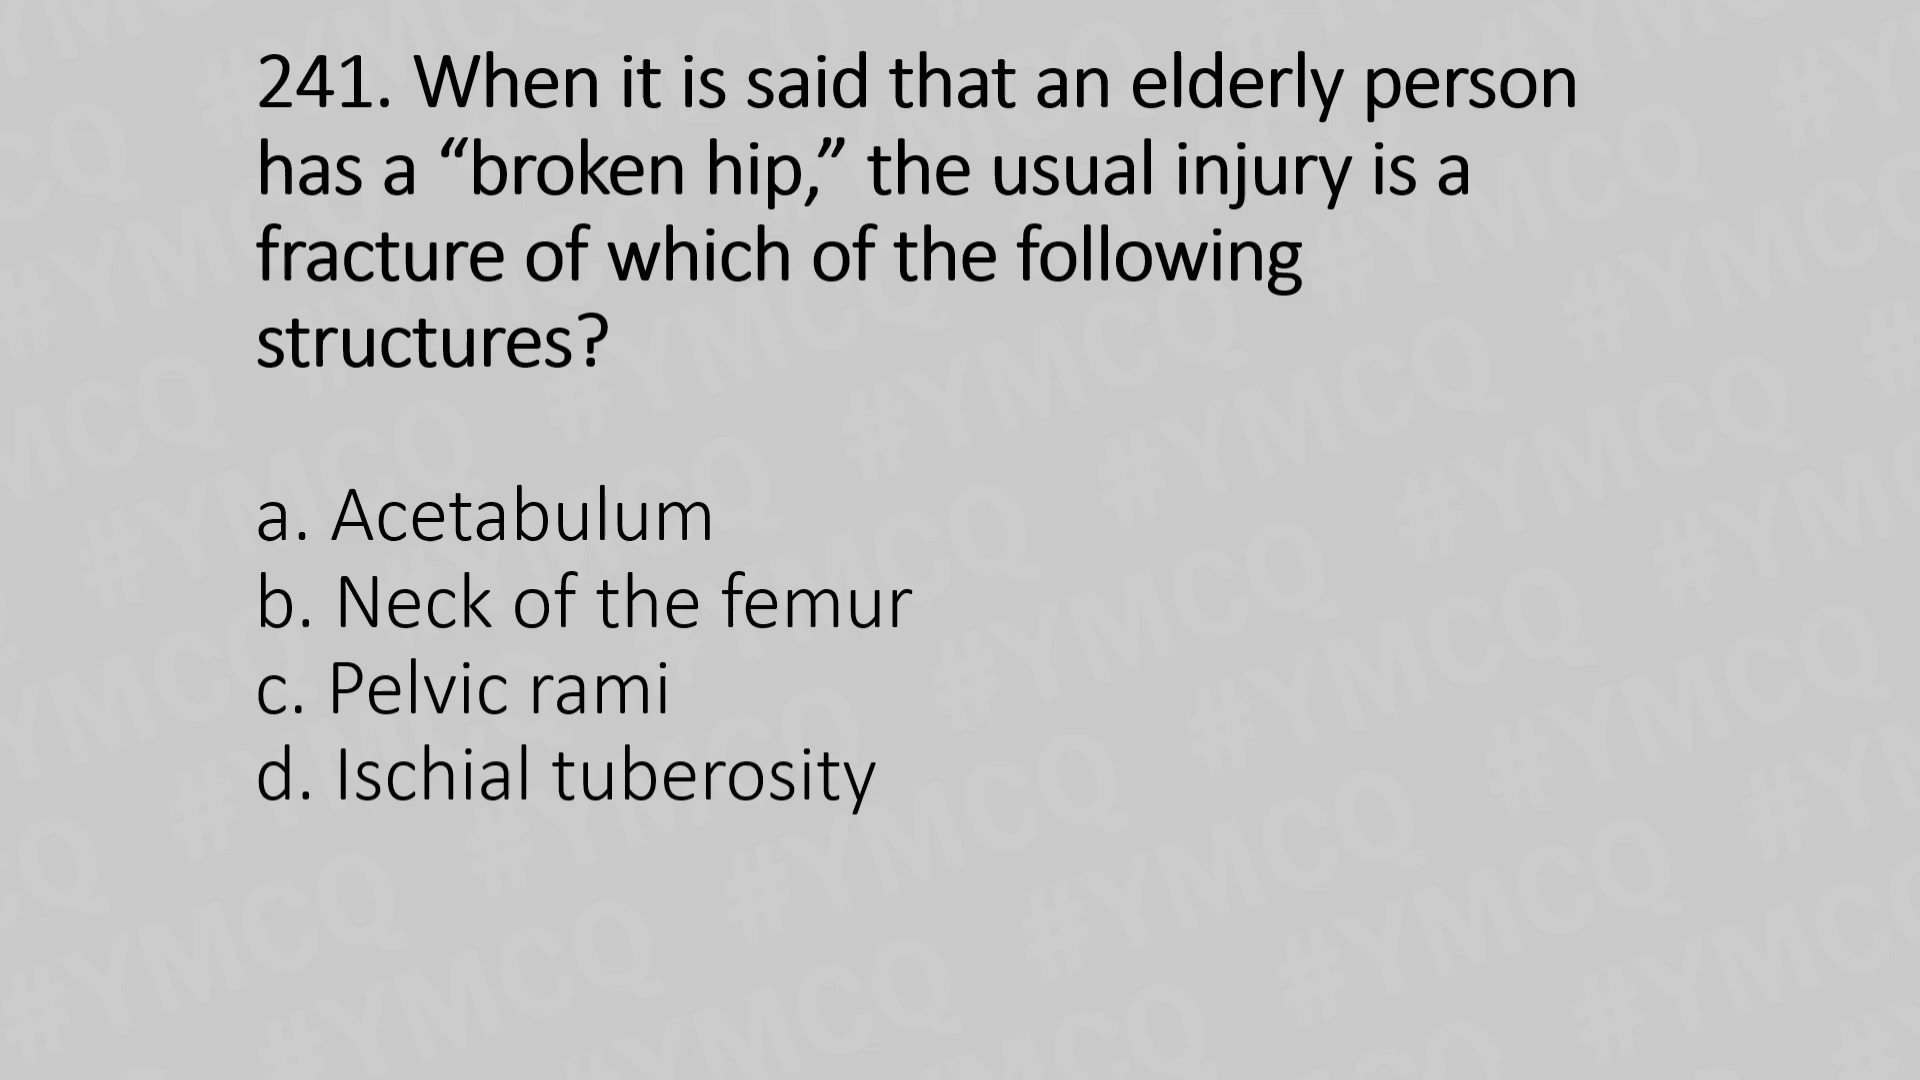 241. When it is said that an elderly person
has a “broken hip,” the usual injury is a
fracture of which of the following
structures?
a. Acetabulum
b. Neck of the femur
c. Pelvic rami
d. Ischial tuberosity
#YMCQ